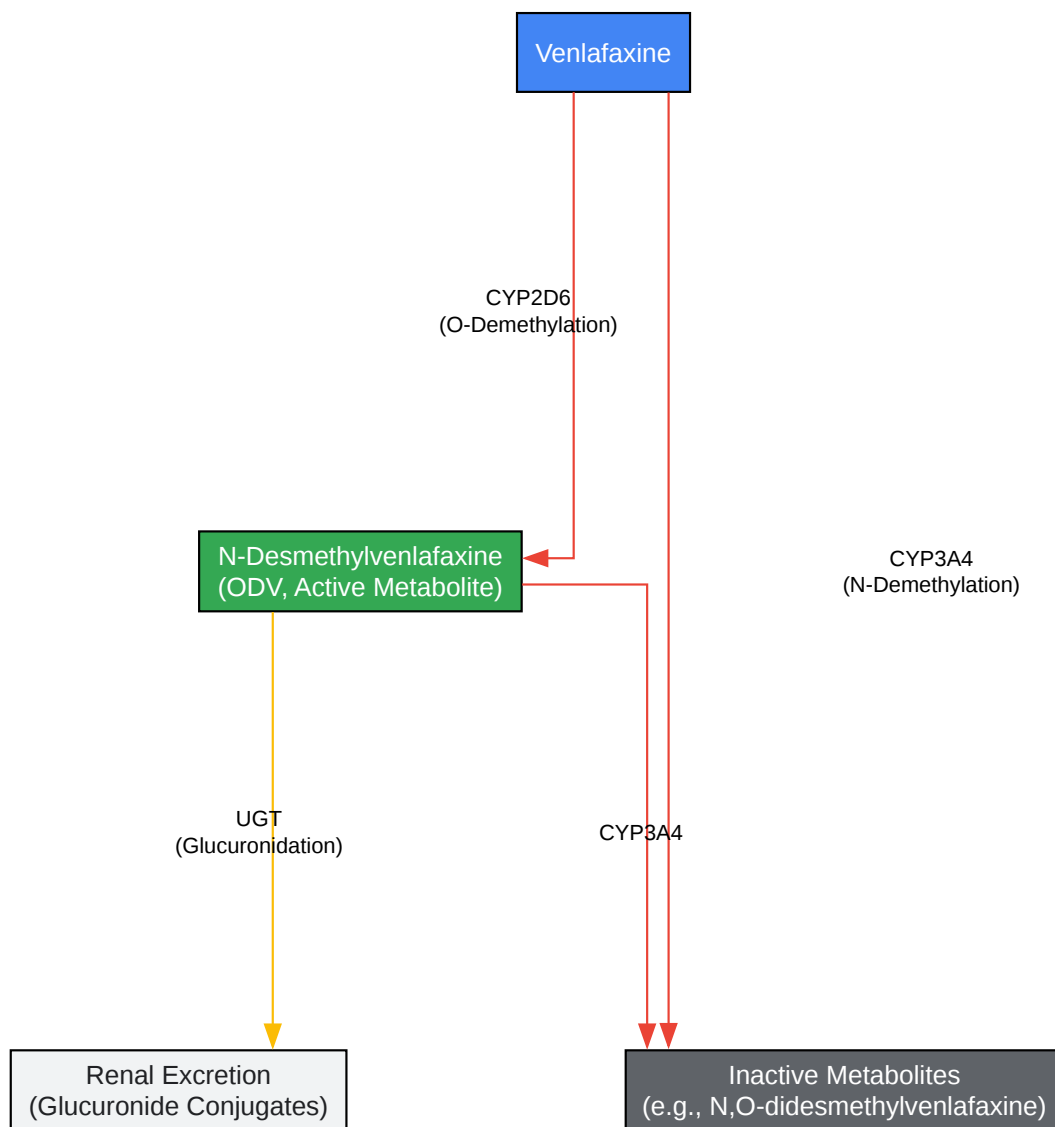 Venlafaxine
CYP2D6
(O-Demethylation)
N-Desmethylvenlafaxine
(ODV, Active Metabolite)
CYP3A4
(N-Demethylation)
UGT
(Glucuronidation)
CYP3A4
Renal Excretion
(Glucuronide Conjugates)
Inactive Metabolites
(e.g., N,O-didesmethylvenlafaxine)